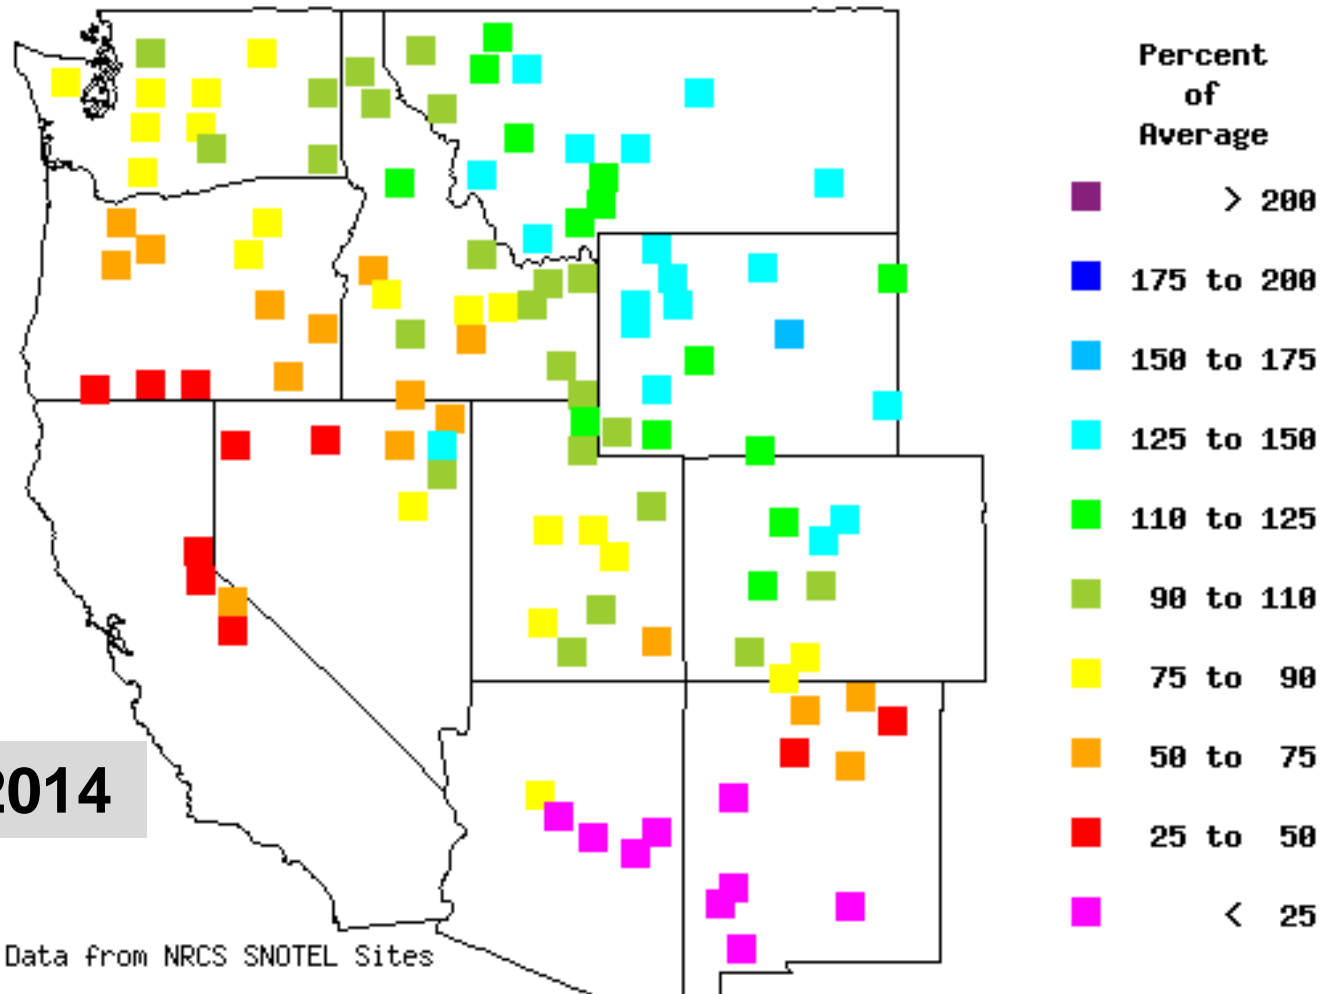 Percent
of
Average
> 200
175 to 200
150 to 175
125 to 150
110 to 125
90 to 110
75 to 90
50 to 75
25 to 50
< 25
2014
Data from NRCS SNOTEL Sites